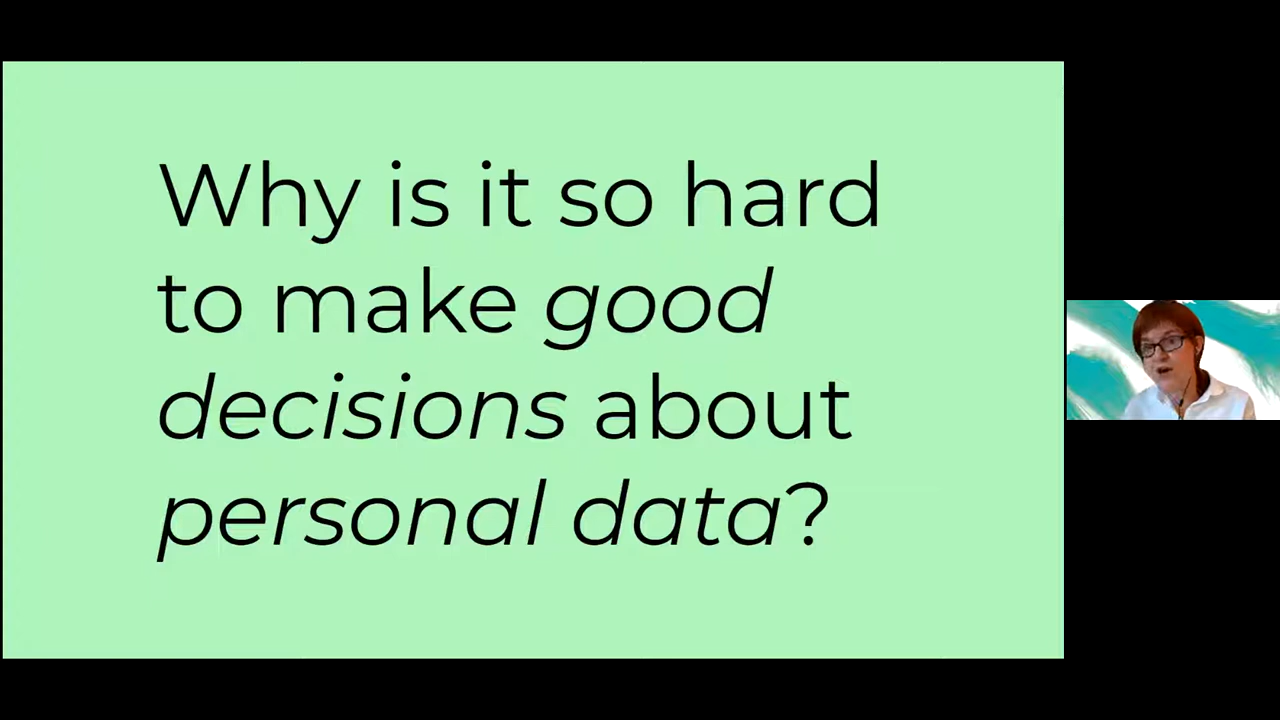 Why is it so hard
to make good
decisions about
personal data?